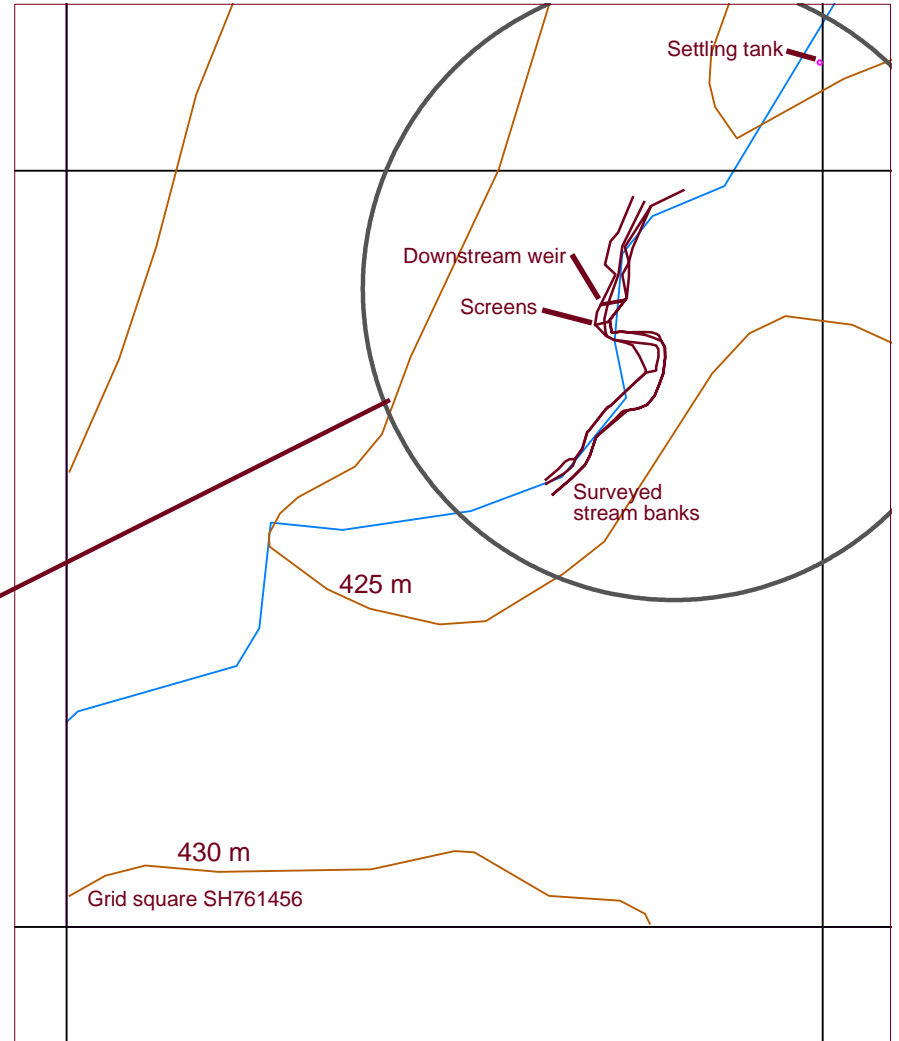 Settling tank
Downstream weir
Screens
Surveyed
stream banks
425 m
430 m
Grid square SH761456